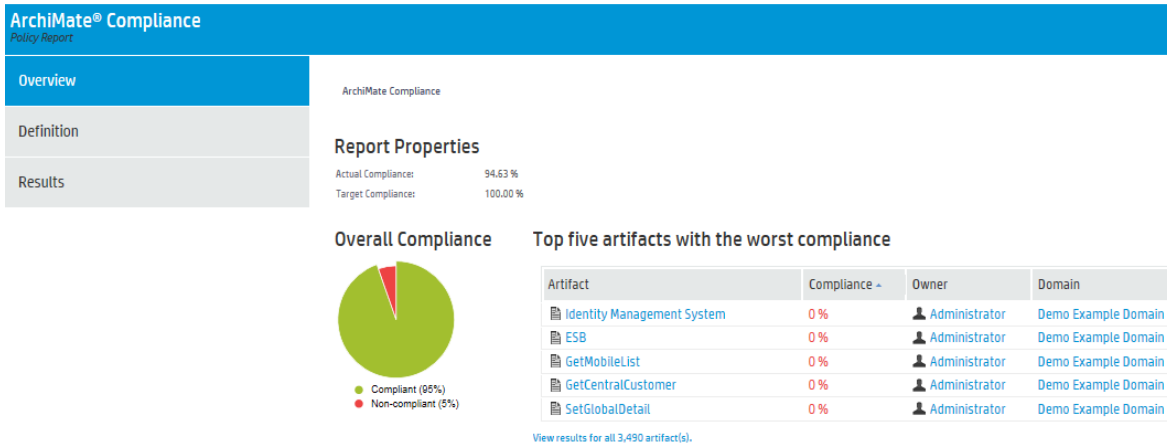 ArchiMate® Compliance
Policy Report
Overview
Definition
Results
ArchiMate Compliance
Report Properties
Actual Compliance: 94.63 %
Target Compliance: 100.00 %
Overall Compliance
Compliant (95%)
Non-compliant (5%)
Top five artifacts with the worst compliance
Artifact Compliance Owner Domain
Identity Management System 0 % Administrator Demo Example Domain
ESB 0 % Administrator Demo Example Domain
GetMobileList 0 % Administrator Demo Example Domain
GetCentralCustomer 0 % Administrator Demo Example Domain
SetGlobalDetail 0 % Administrator Demo Example Domain
View results for all 3,490 artifact(s).